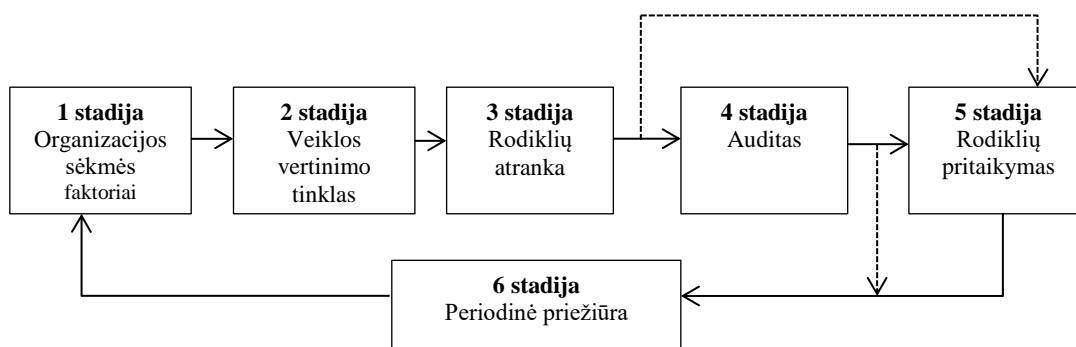 1 stadija
Organizacijos
sėkmės
faktoriai
2 stadija
Veiklos
vertinimo
tinklas
3 stadija
Rodiklių
atranka
4 stadija
Auditas
5 stadija
Rodiklių
pritaikymas
6 stadija
Periodinė priežiūra